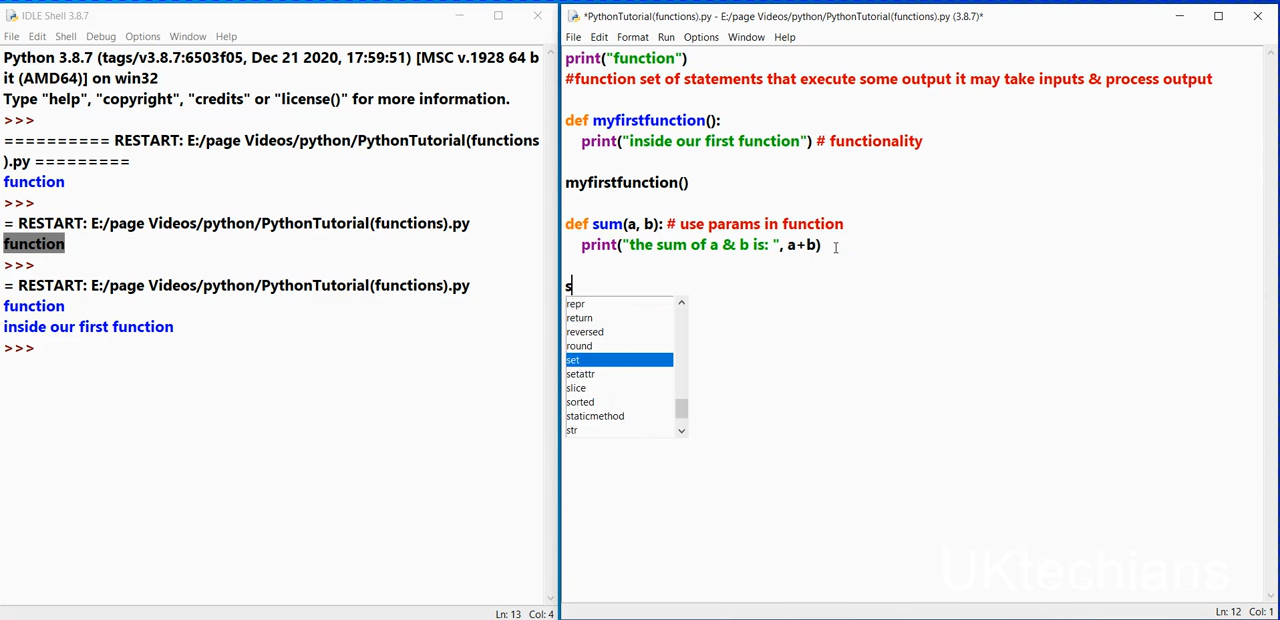 IDLE Shell 3.8.7
File Edit Shell Debug Options Window Help
Python 3.8.7 (tags/v3.8.7:6503f05, Dec 21 2020, 17:59:51) [MSC v.1928 64 b
it (AMD64)] on win32
Type "help", "copyright", "credits" or "license()" for more information.
>>>
========== RESTART: E:/page Videos/python/PythonTutorial(functions
).py =========
function
>>>
= RESTART: E:/page Videos/python/PythonTutorial(functions).py
function
>>>
= RESTART: E:/page Videos/python/PythonTutorial(functions).py
function
inside our first function
>>>
Ln: 13 Col: 4
*PythonTutorial(functions).py - E:/page Videos/python/PythonTutorial(functions).py (3.8.7)*
File Edit Format Run Options Window Help
print("function")
#function set of statements that execute some output it may take inputs & process output
def myfirstfunction():
print("inside our first function") # functionality
myfirstfunction()
def sum(a, b): # use params in function
print("the sum of a & b is: ", a+b)
s
repr
return
reversed
round
set
setattr
slice
sorted
staticmethod
str
UKtechians
Ln: 12 Col: 1